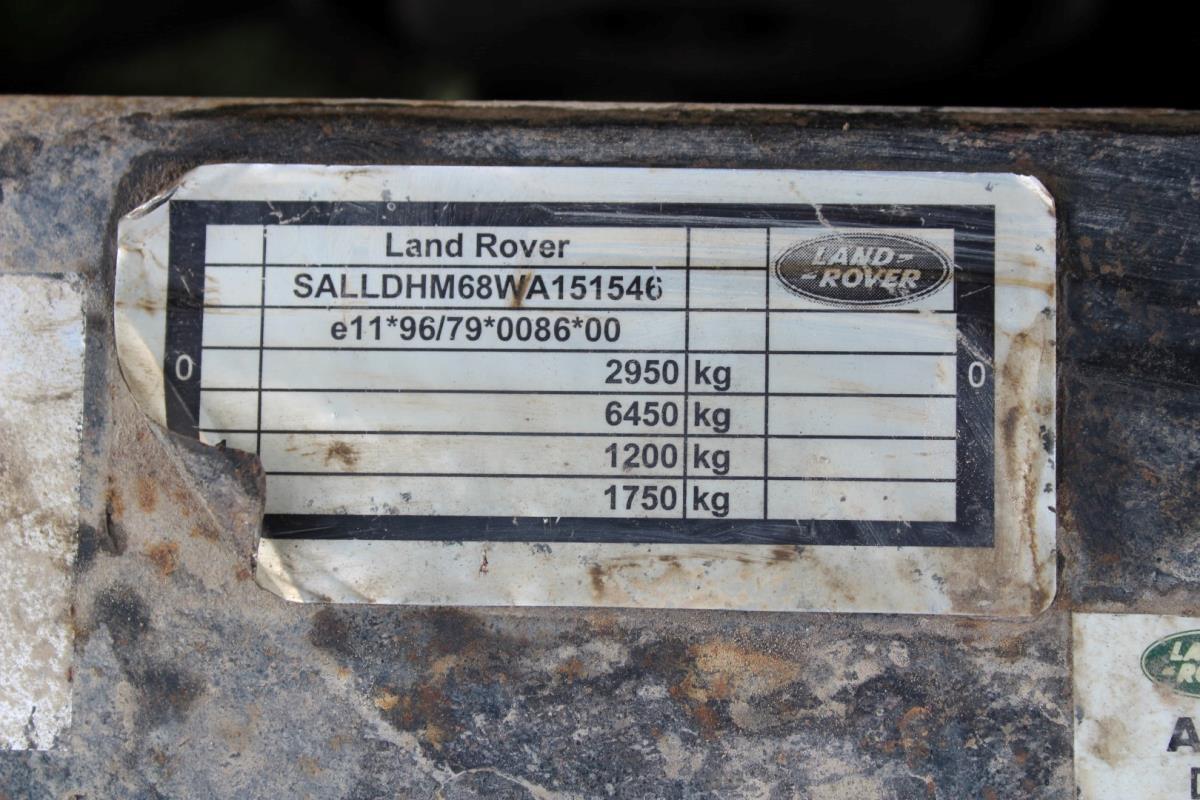 Land Rover
LAND-
-ROVER
SALLDHM68WA151546
e11*96/79*0086*00
2950 kg
0
0
6450 kg
1200 kg
1750 kg